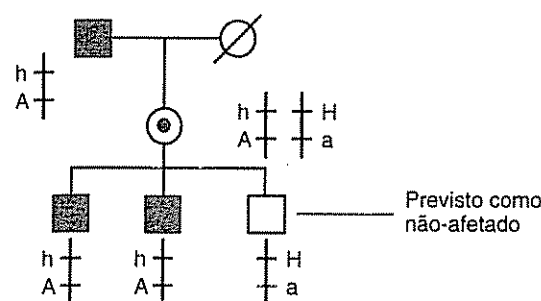 h
A
h H
A a
Previsto como
não-afetado
h h H
A A a